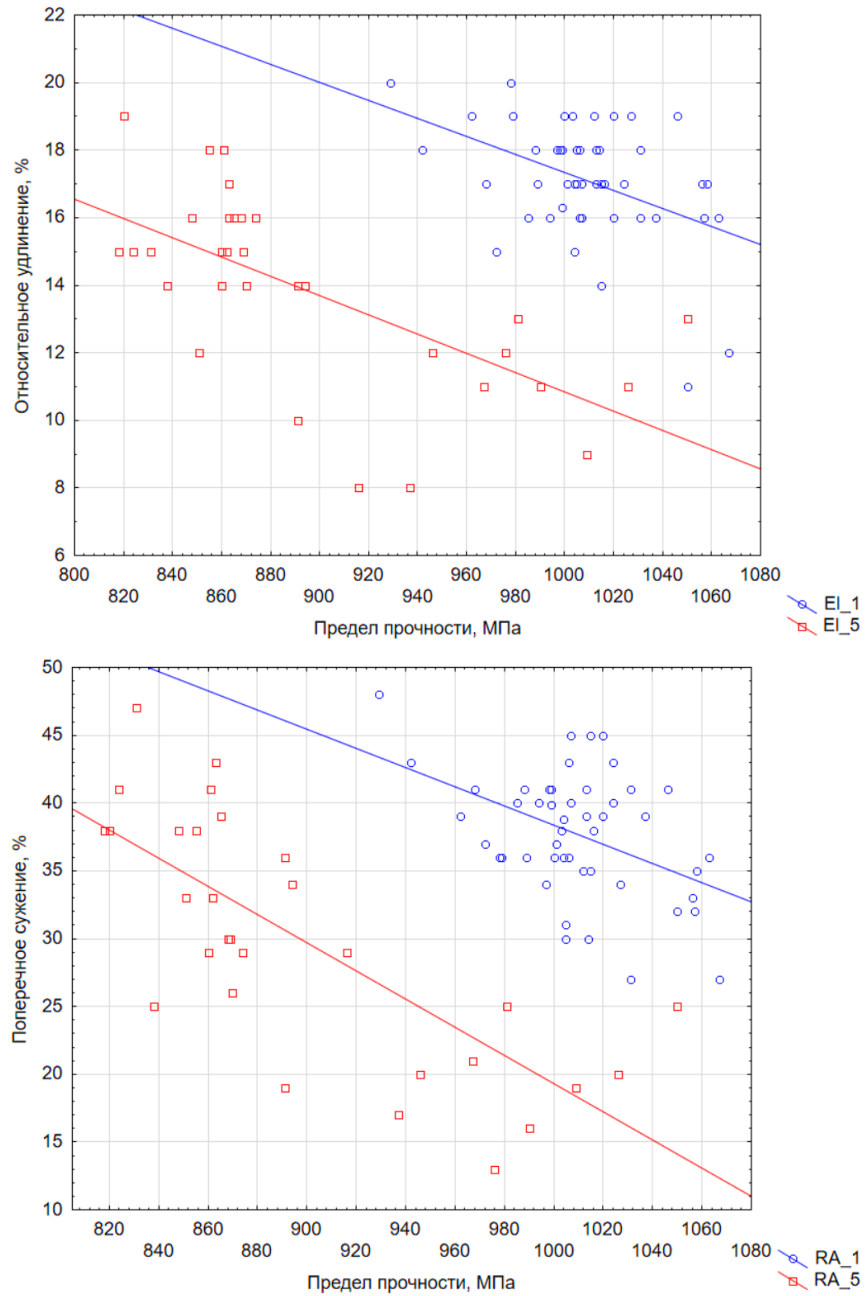 22
20
18
16
14
12
10
8
6
Относительное удлинение, %
800 840 880 920 960 1000 1040 1080
820 860 900 940 980 1020 1060
Предел прочности, МПа
El_1
El_5
50
45
40
35
30
25
20
15
10
Поперечное сужение, %
820 860 900 940 980 1020 1060
840 880 920 960 1000 1040 1080
Предел прочности, МПа
RA_1
RA_5